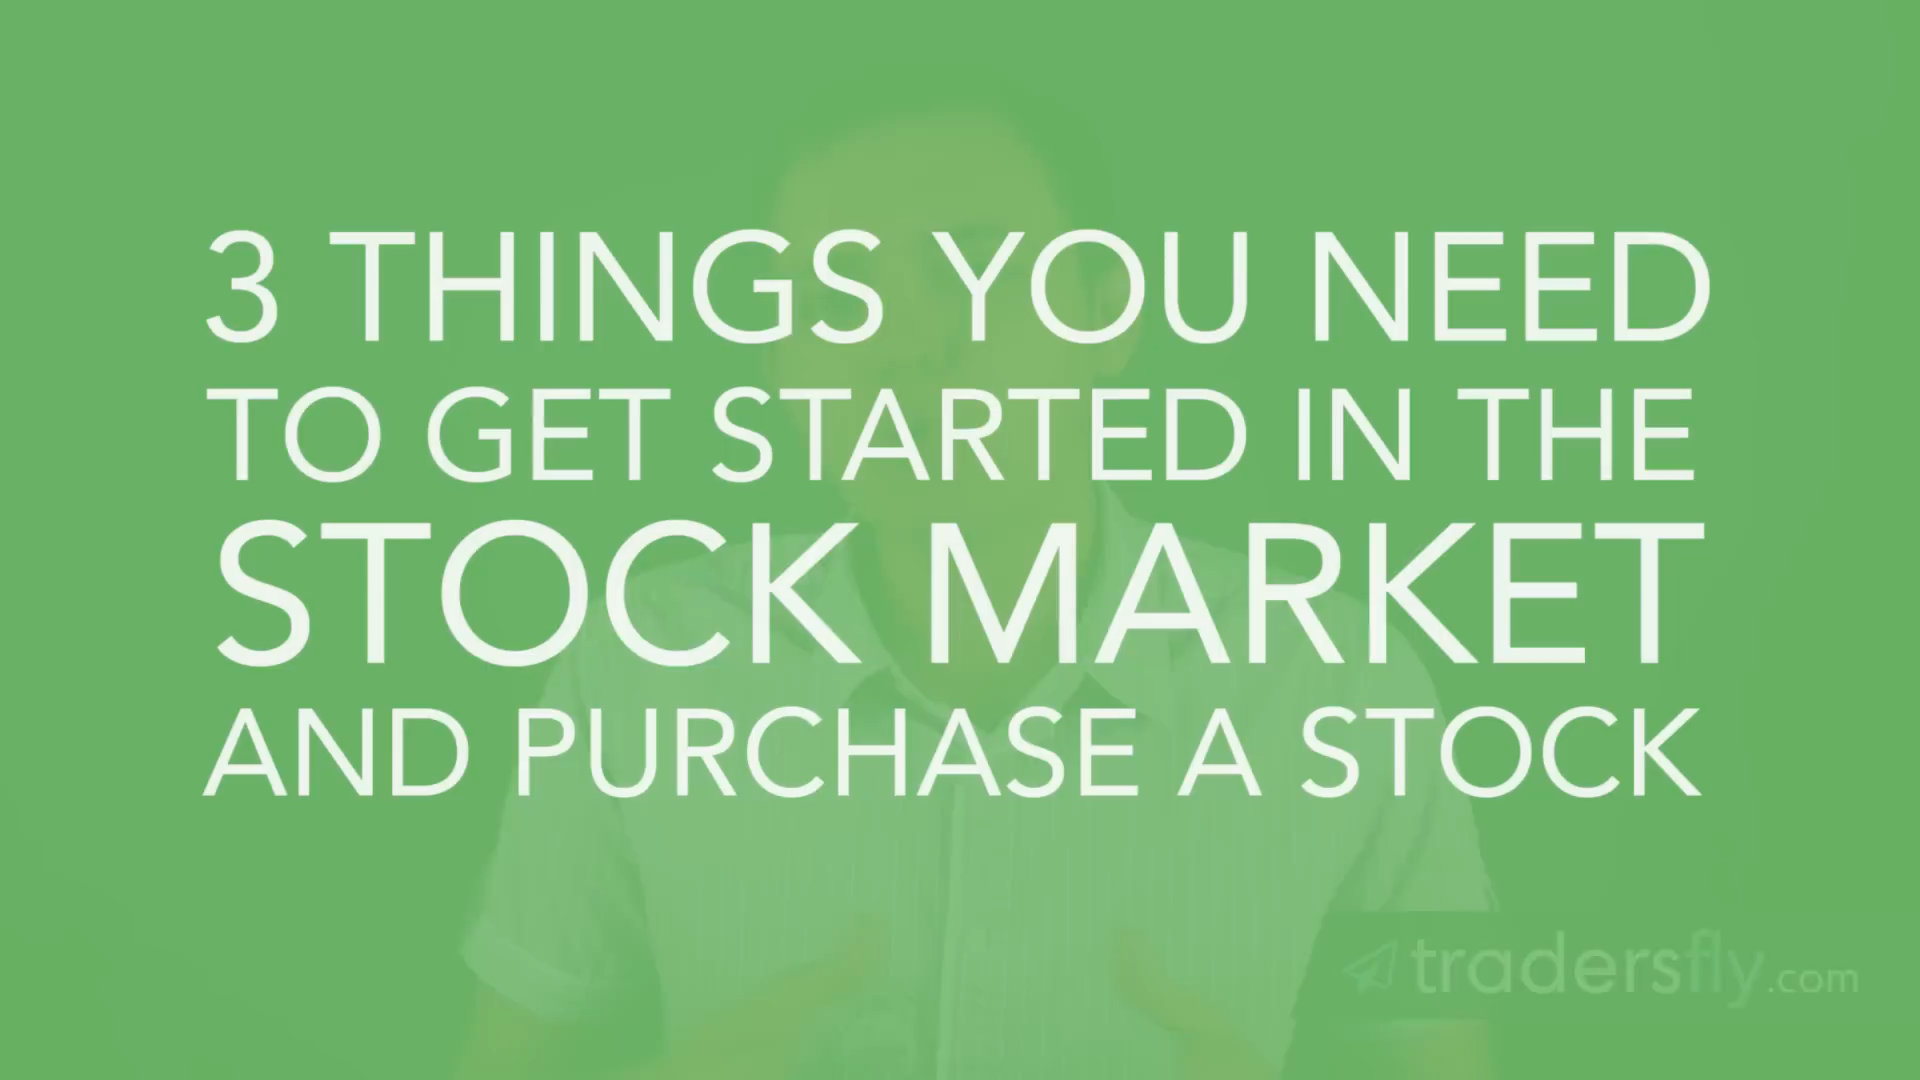 3 THINGS YOU NEED
TO GET STARTED IN THE
STOCK MARKET
AND PURCHASE A STOCK
tradersfly.com